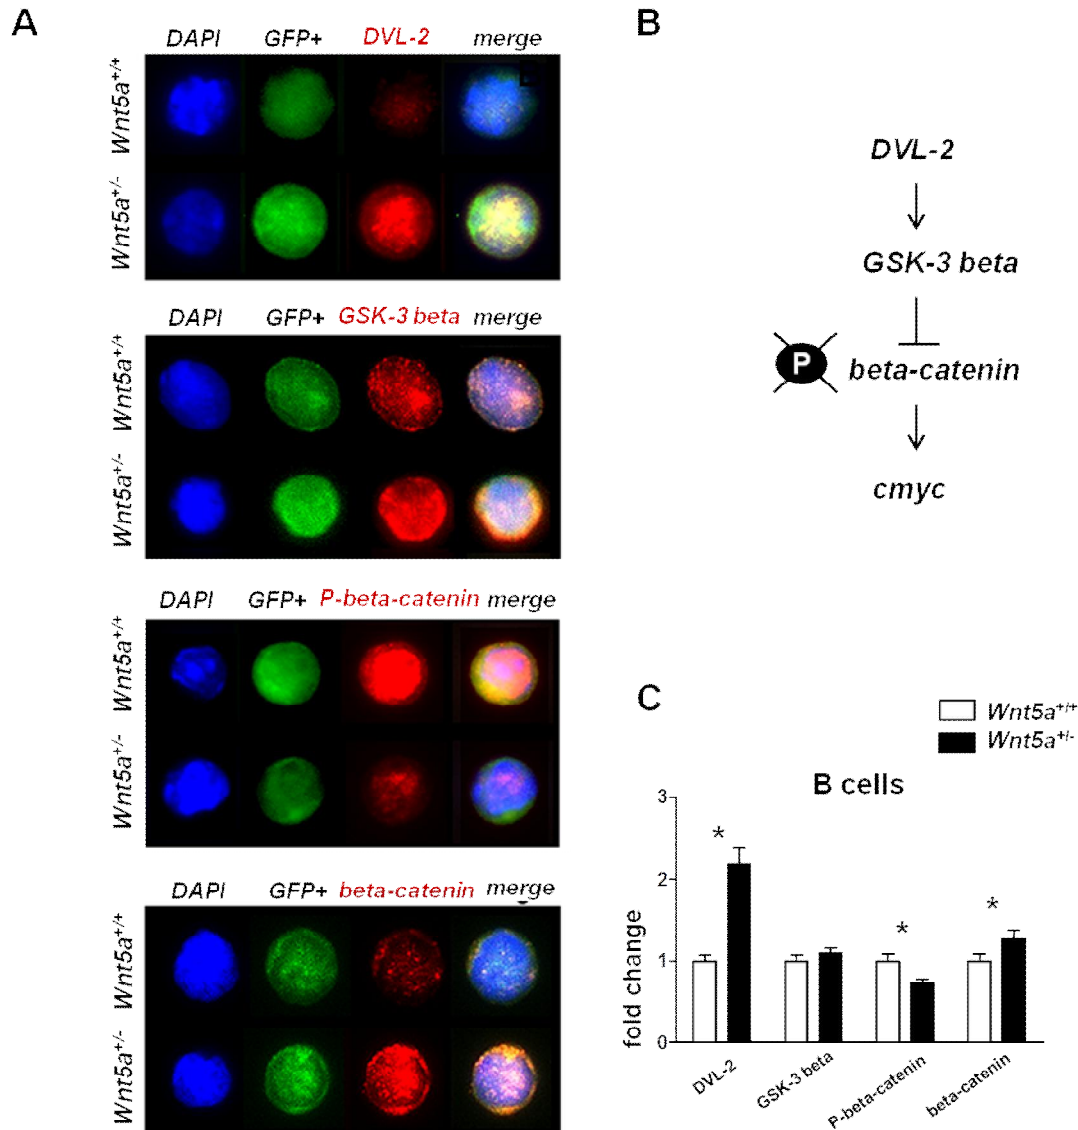 A
DAPI GFP+ DVL-2 merge
Wnt5a+/+
Wnt5a+/-
DAPI GFP+ GSK-3 beta merge
Wnt5a+/+
Wnt5a+/-
DAPI GFP+ P-beta-catenin merge
Wnt5a+/+
Wnt5a+/-
DAPI GFP+ beta-catenin merge
Wnt5a+/+
Wnt5a+/-
B
DVL-2
GSK-3 beta
P beta-catenin
cmyc
C
Wnt5a+/+
Wnt5a+/-
B cells
fold change
3
2
1
0
* * *
DVL-2
GSK-3 beta
P-beta-catenin
beta-catenin